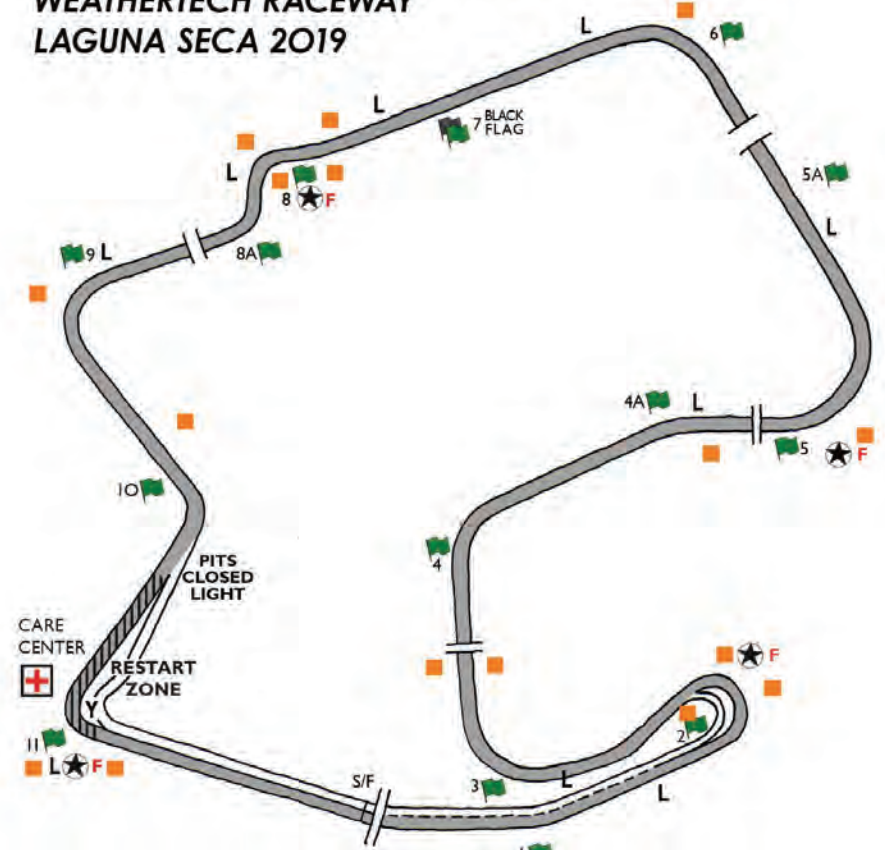 WEATHERTECH RACEWAY
LAGUNA SECA 2019
L
6
L
7 BLACK
FLAG
L
8
F
5A
L
9 L
8A
4A
L
5
F
10
4
PITS
CLOSED
LIGHT
CARE
CENTER
RESTART
ZONE
Y
F
2
11
L
F
S/F
3
L
L